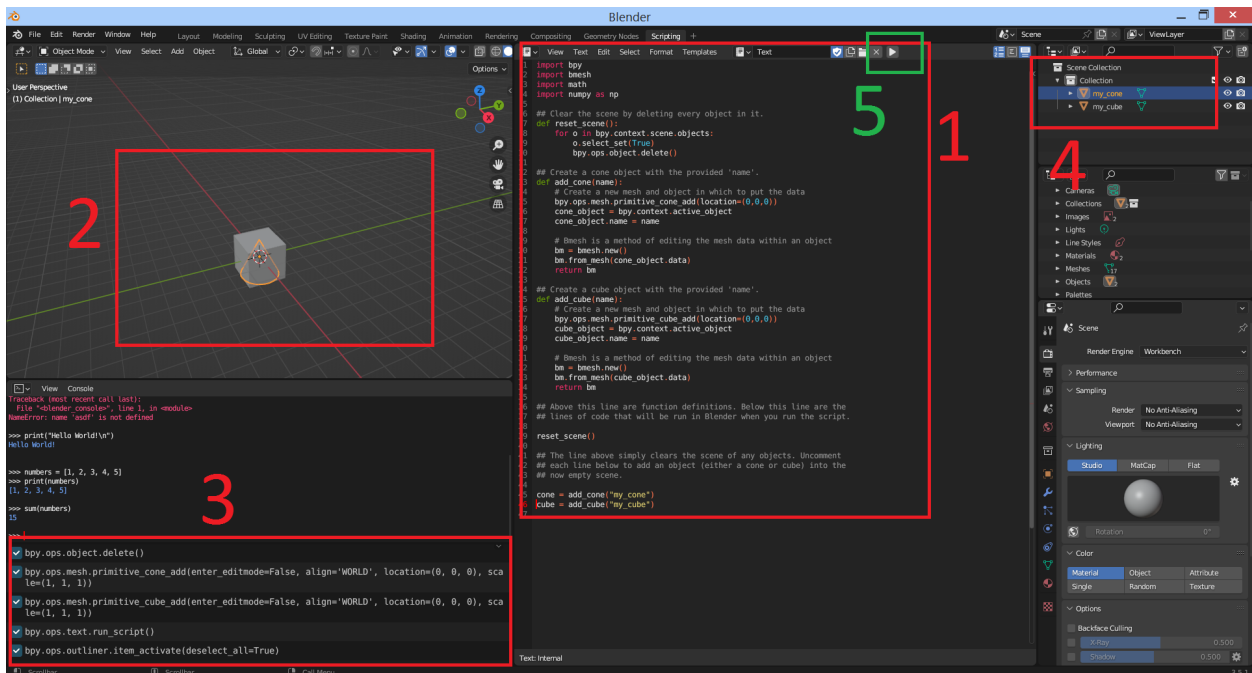 Blender
File Edit Render Window Help Layout Modeling Sculpting UV Editing Texture Paint Shading Animation Rendering Compositing Geometry Nodes Scripting + Scene ViewLayer
Object Mode View Select Add Object Global
Options
User Perspective
(1) Collection | my_cone
Z
Y
X
2
View Console
Traceback (most recent call last):
File "<blender_console>", line 1, in <module>
NameError: name 'asdf' is not defined
>>> print("Hello World!\n")
Hello World!
>>> numbers = [1, 2, 3, 4, 5]
>>> print(numbers)
[1, 2, 3, 4, 5]
>>> sum(numbers)
15
>>>
3
bpy.ops.object.delete()
bpy.ops.mesh.primitive_cone_add(enter_editmode=False, align='WORLD', location=(0, 0, 0), sca
le=(1, 1, 1))
bpy.ops.mesh.primitive_cube_add(enter_editmode=False, align='WORLD', location=(0, 0, 0), sca
le=(1, 1, 1))
bpy.ops.text.run_script()
bpy.ops.outliner.item_activate(deselect_all=True)
View Text Edit Select Format Templates Text
5
1
import bpy
import bmesh
import math
import numpy as np
## Clear the scene by deleting every object in it.
def reset_scene():
for o in bpy.context.scene.objects:
o.select_set(True)
bpy.ops.object.delete()
## Create a cone object with the provided 'name'.
def add_cone(name):
# Create a new mesh and object in which to put the data
bpy.ops.mesh.primitive_cone_add(location=(0,0,0))
cone_object = bpy.context.active_object
cone_object.name = name
# Bmesh is a method of editing the mesh data within an object
bm = bmesh.new()
bm.from_mesh(cone_object.data)
return bm
## Create a cube object with the provided 'name'.
def add_cube(name):
# Create a new mesh and object in which to put the data
bpy.ops.mesh.primitive_cube_add(location=(0,0,0))
cube_object = bpy.context.active_object
cube_object.name = name
# Bmesh is a method of editing the mesh data within an object
bm = bmesh.new()
bm.from_mesh(cube_object.data)
return bm
## Above this line are function definitions. Below this line are the
## lines of code that will be run in Blender when you run the script.
reset_scene()
## The line above simply clears the scene of any objects. Uncomment
## each line below to add an object (either a cone or cube) into the
## now empty scene.
cone = add_cone("my_cone")
cube = add_cube("my_cube")
Text: Internal
Scene Collection
Collection
my_cone
my_cube
4
Cameras
Collections 2
Images 2
Lights
Line Styles
Materials 2
Meshes 17
Objects 2
Palettes
Scene
Render Engine Workbench
Performance
Sampling
Render No Anti-Aliasing
Viewport No Anti-Aliasing
Lighting
Studio MatCap Flat
Rotation 0°
Color
Material Object Attribute
Single Random Texture
Options
Backface Culling
X-Ray 0.500
Shadow 0.500
Scrollbar Scrollbar Call Menu 3.5.2